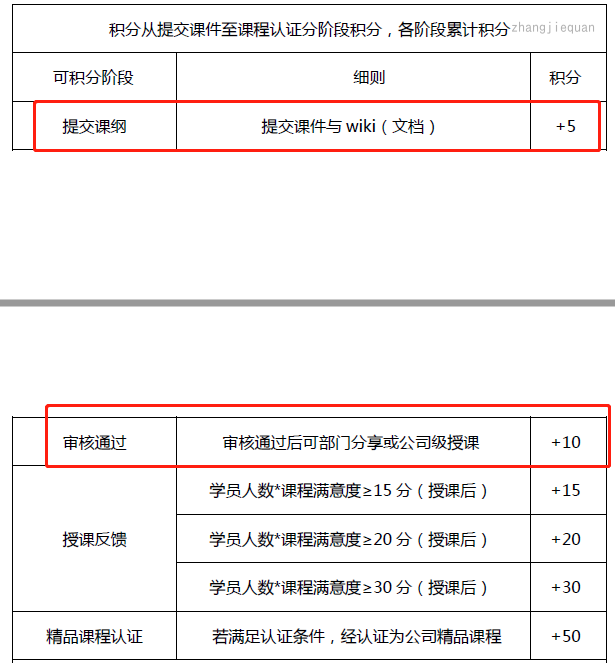 积分从提交课件至课程认证分阶段积分，各阶段累计积分 zhangjiequan
可积分阶段 细则 积分
提交课纲 提交课件与 wiki（文档） +5
审核通过 审核通过后可部门分享或公司级授课 +10
学员人数*课程满意度≥15 分（授课后） +15
授课反馈 学员人数*课程满意度≥20 分（授课后） +20
学员人数*课程满意度≥30 分（授课后） +30
精品课程认证 若满足认证条件，经认证为公司精品课程 +50